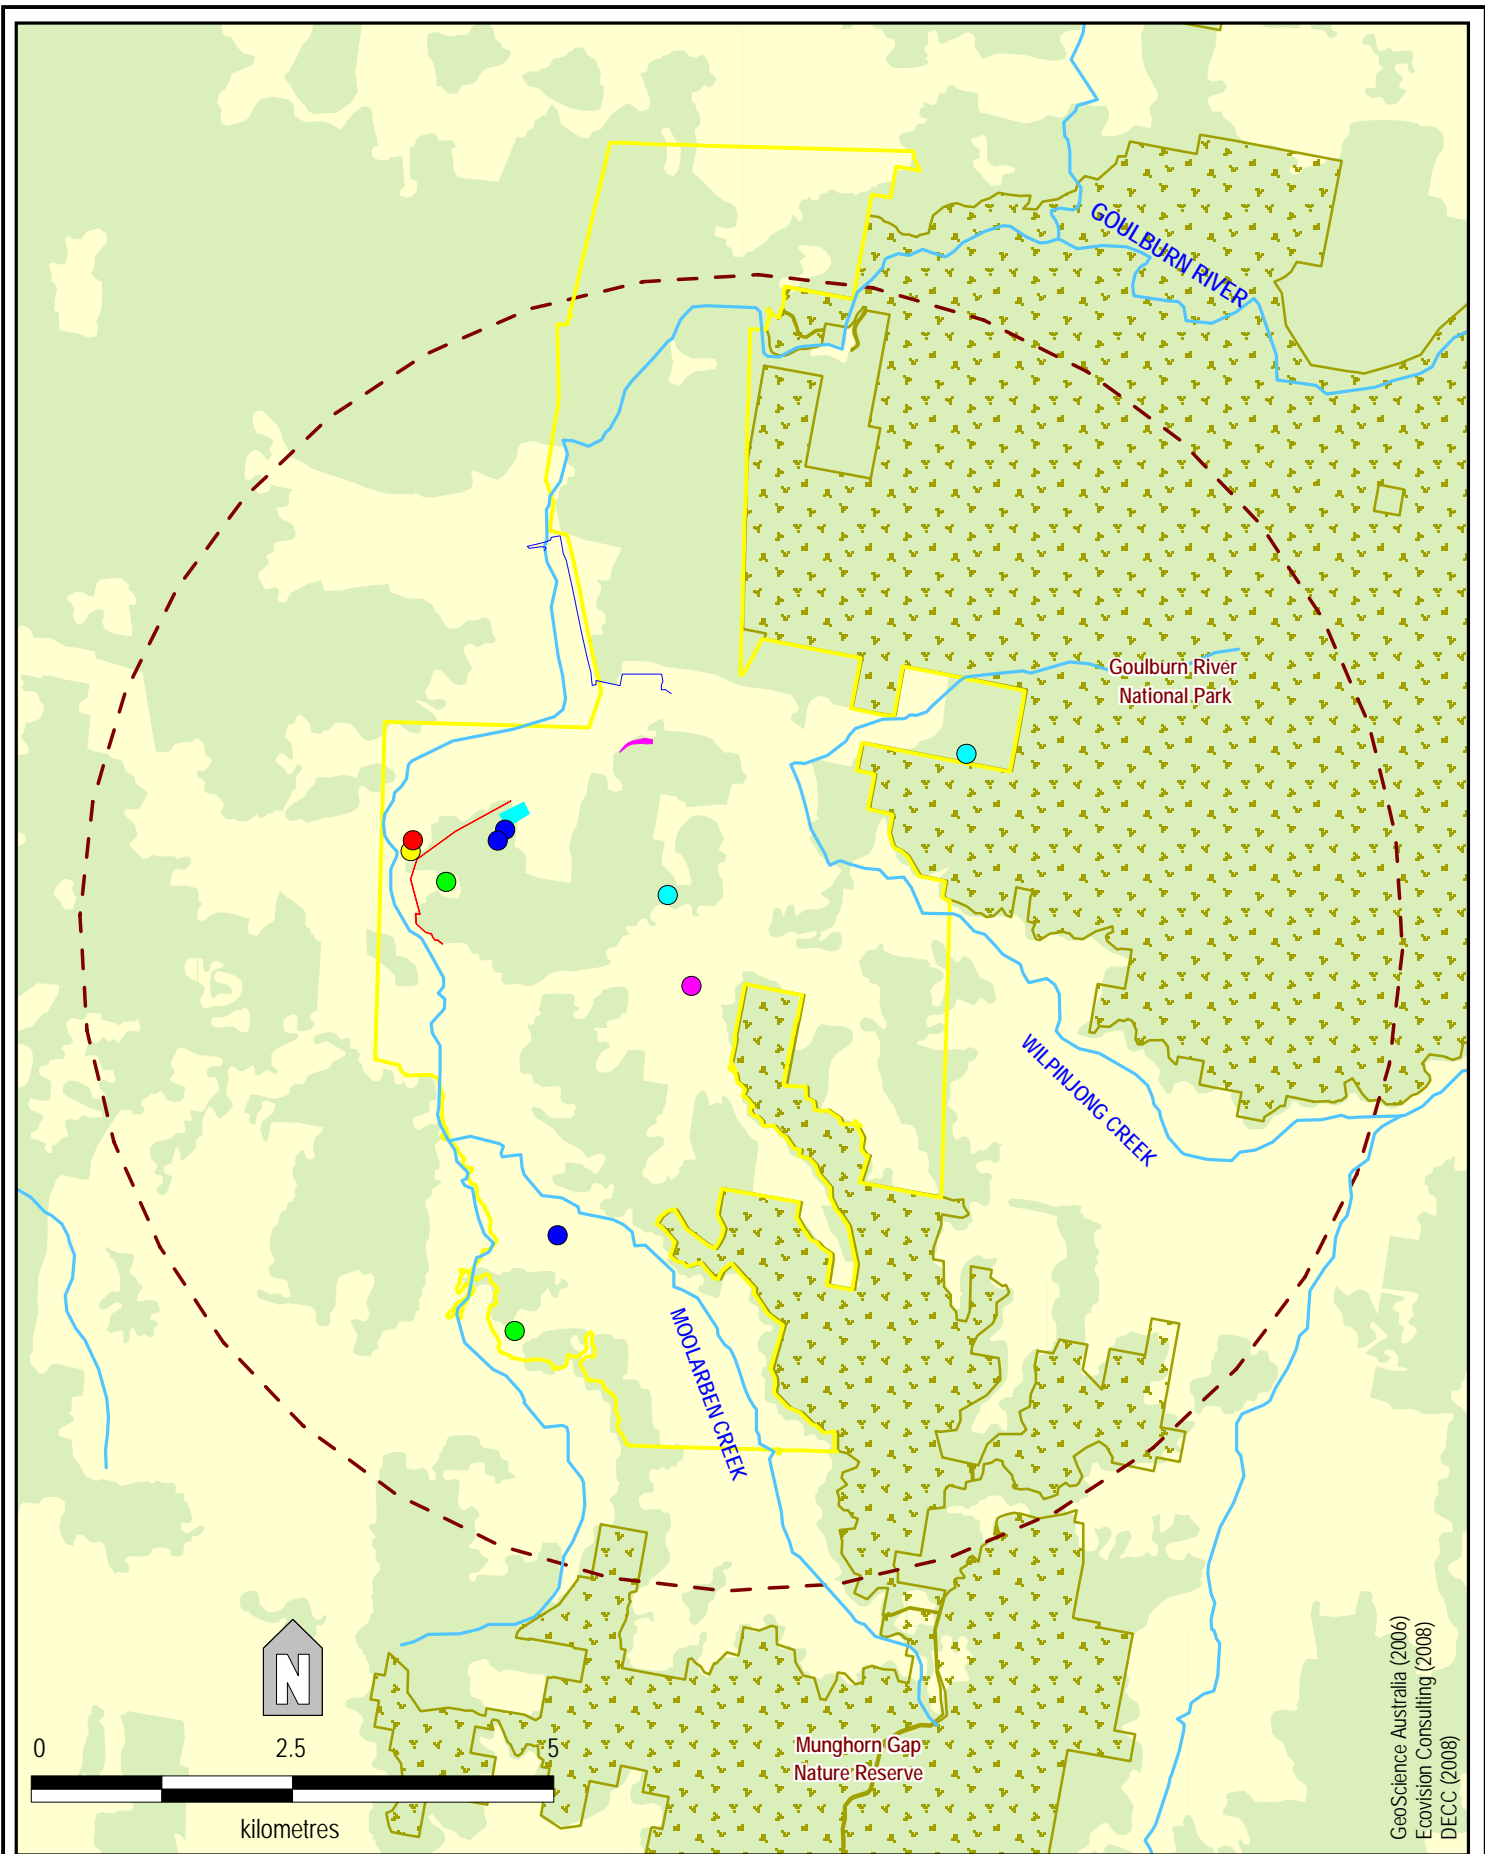 GOULBURN RIVER
Goulburn River
National Park
WILPINJONG CREEK
MOOLARBEN CREEK
N
0 2.5 5
kilometres
Munghorn Gap
Nature Reserve
GeoScience Australia (2006)
Ecovision Consulting (2008)
DECC (2008)